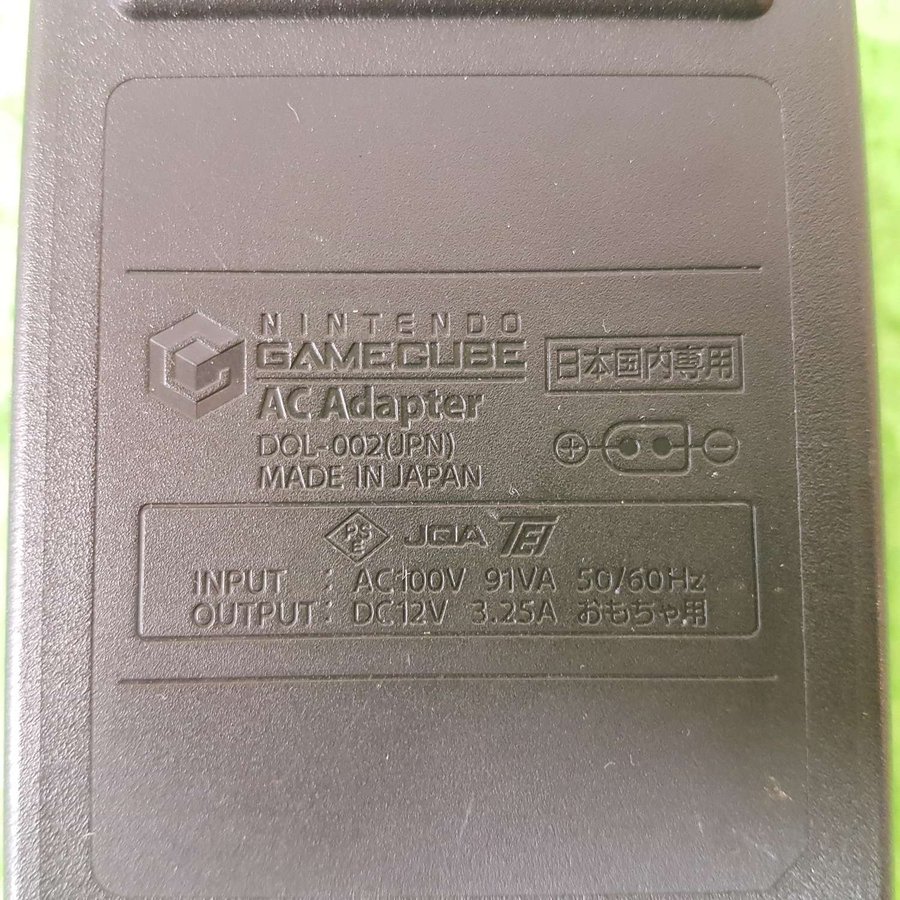 NINTENDO
GAMECUBE
AC Adapter
日本国内専用
DOL-002(JPN)
MADE IN JAPAN
PSE JQA TET
INPUT : AC100V 91VA 50/60Hz
OUTPUT : DC12V 3.25A おもちゃ用